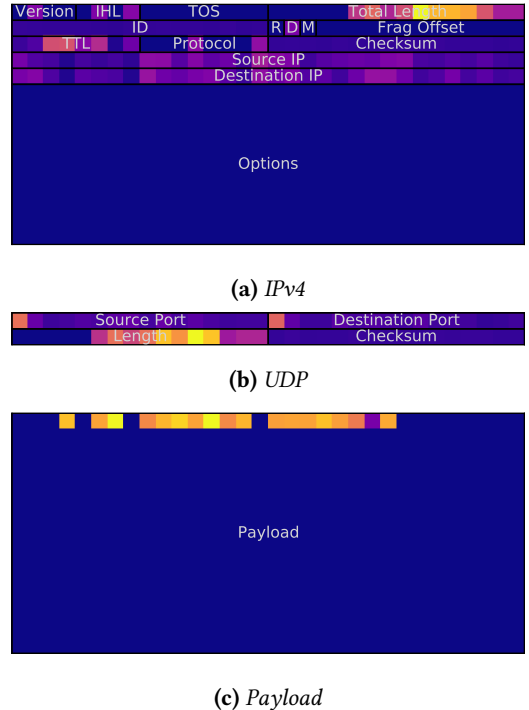 Version IHL TOS Total Length
ID R D M Frag Offset
TTL Protocol Checksum
Source IP
Destination IP
Options
(a) IPv4
Source Port Destination Port
Length Checksum
(b) UDP
Payload
(c) Payload